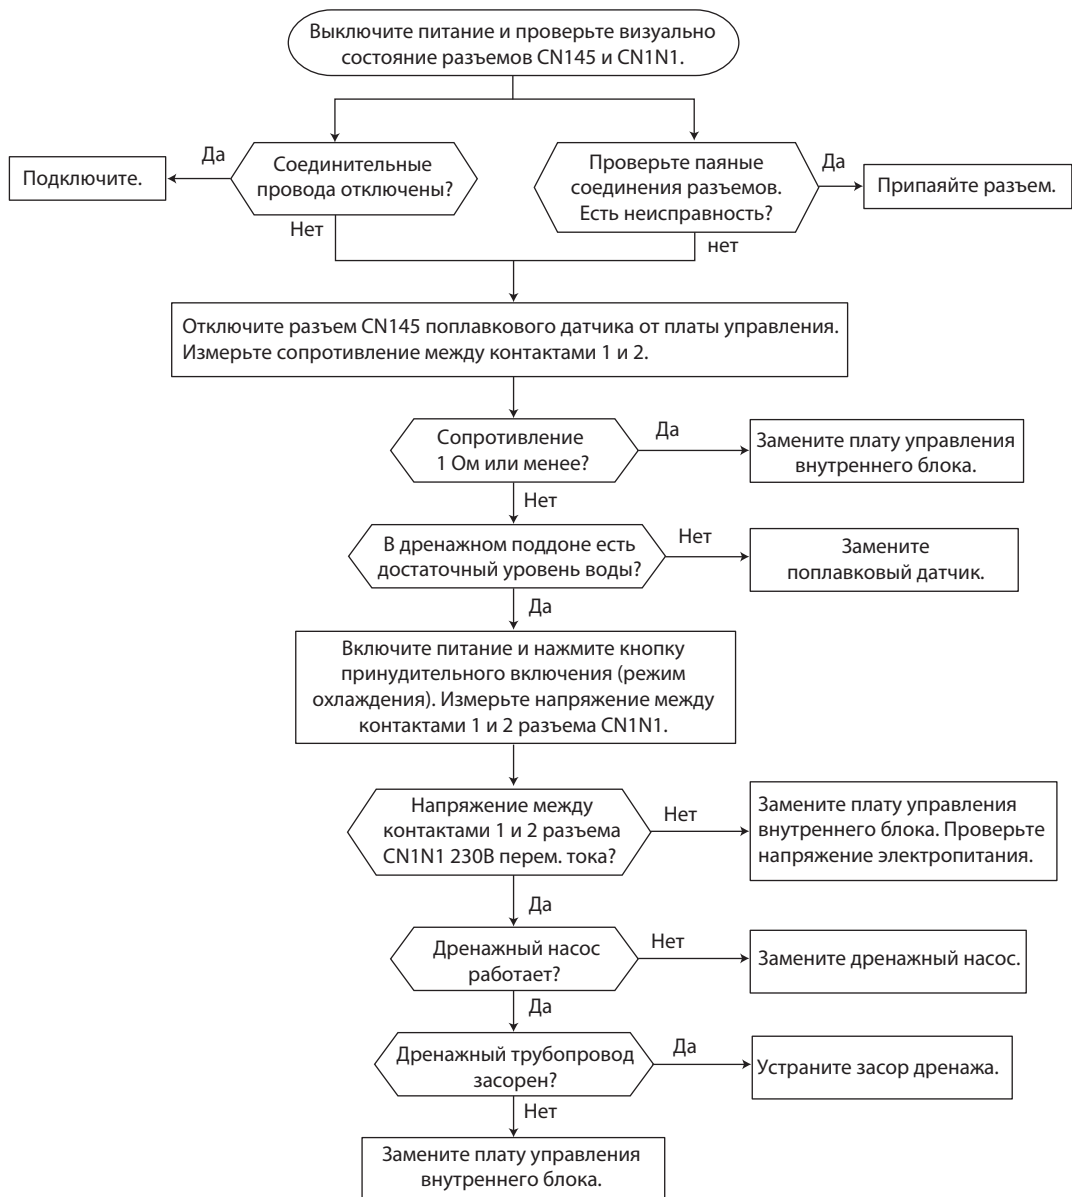 Выключите питание и проверьте визуально
состояние разъемов CN145 и CN1N1.
Да
Соединительные
провода отключены?
Подключите.
Нет
Проверьте паяные
соединения разъемов.
Есть неисправность?
Да
Припаяйте разъем.
нет
Отключите разъем CN145 поплавкового датчика от платы управления.
Измерьте сопротивление между контактами 1 и 2.
Сопротивление
1 Ом или менее?
Да
Замените плату управления
внутреннего блока.
Нет
В дренажном поддоне есть
достаточный уровень воды?
Нет
Замените
поплавковый датчик.
Да
Включите питание и нажмите кнопку
принудительного включения (режим
охлаждения). Измерьте напряжение между
контактами 1 и 2 разъема CN1N1.
Напряжение между
контактами 1 и 2 разъема
CN1N1 230В перем. тока?
Нет
Замените плату управления
внутреннего блока. Проверьте
напряжение электропитания.
Да
Дренажный насос
работает?
Нет
Замените дренажный насос.
Да
Дренажный трубопровод
засорен?
Да
Устраните засор дренажа.
Нет
Замените плату управления
внутреннего блока.